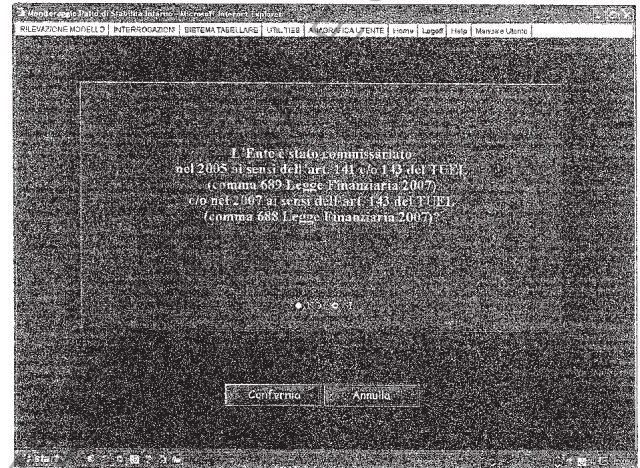 Monitoraggio Patto di Stabilità Interno - Microsoft Internet Explorer
RILEVAZIONE MODELLO INTERROGAZIONI SISTEMA TABELLARE UTILITIES ANAGRAFICA UTENTE Home Logoff Help Manuale Utente
L'Ente è stato commissariato
nel 2005 ai sensi dell'art. 141 e/o 143 del TUEL
(comma 689 Legge Finanziaria 2007)
e/o nel 2007 ai sensi dell'art. 143 del TUEL
(comma 688 Legge Finanziaria 2007)?
Conferma Annulla